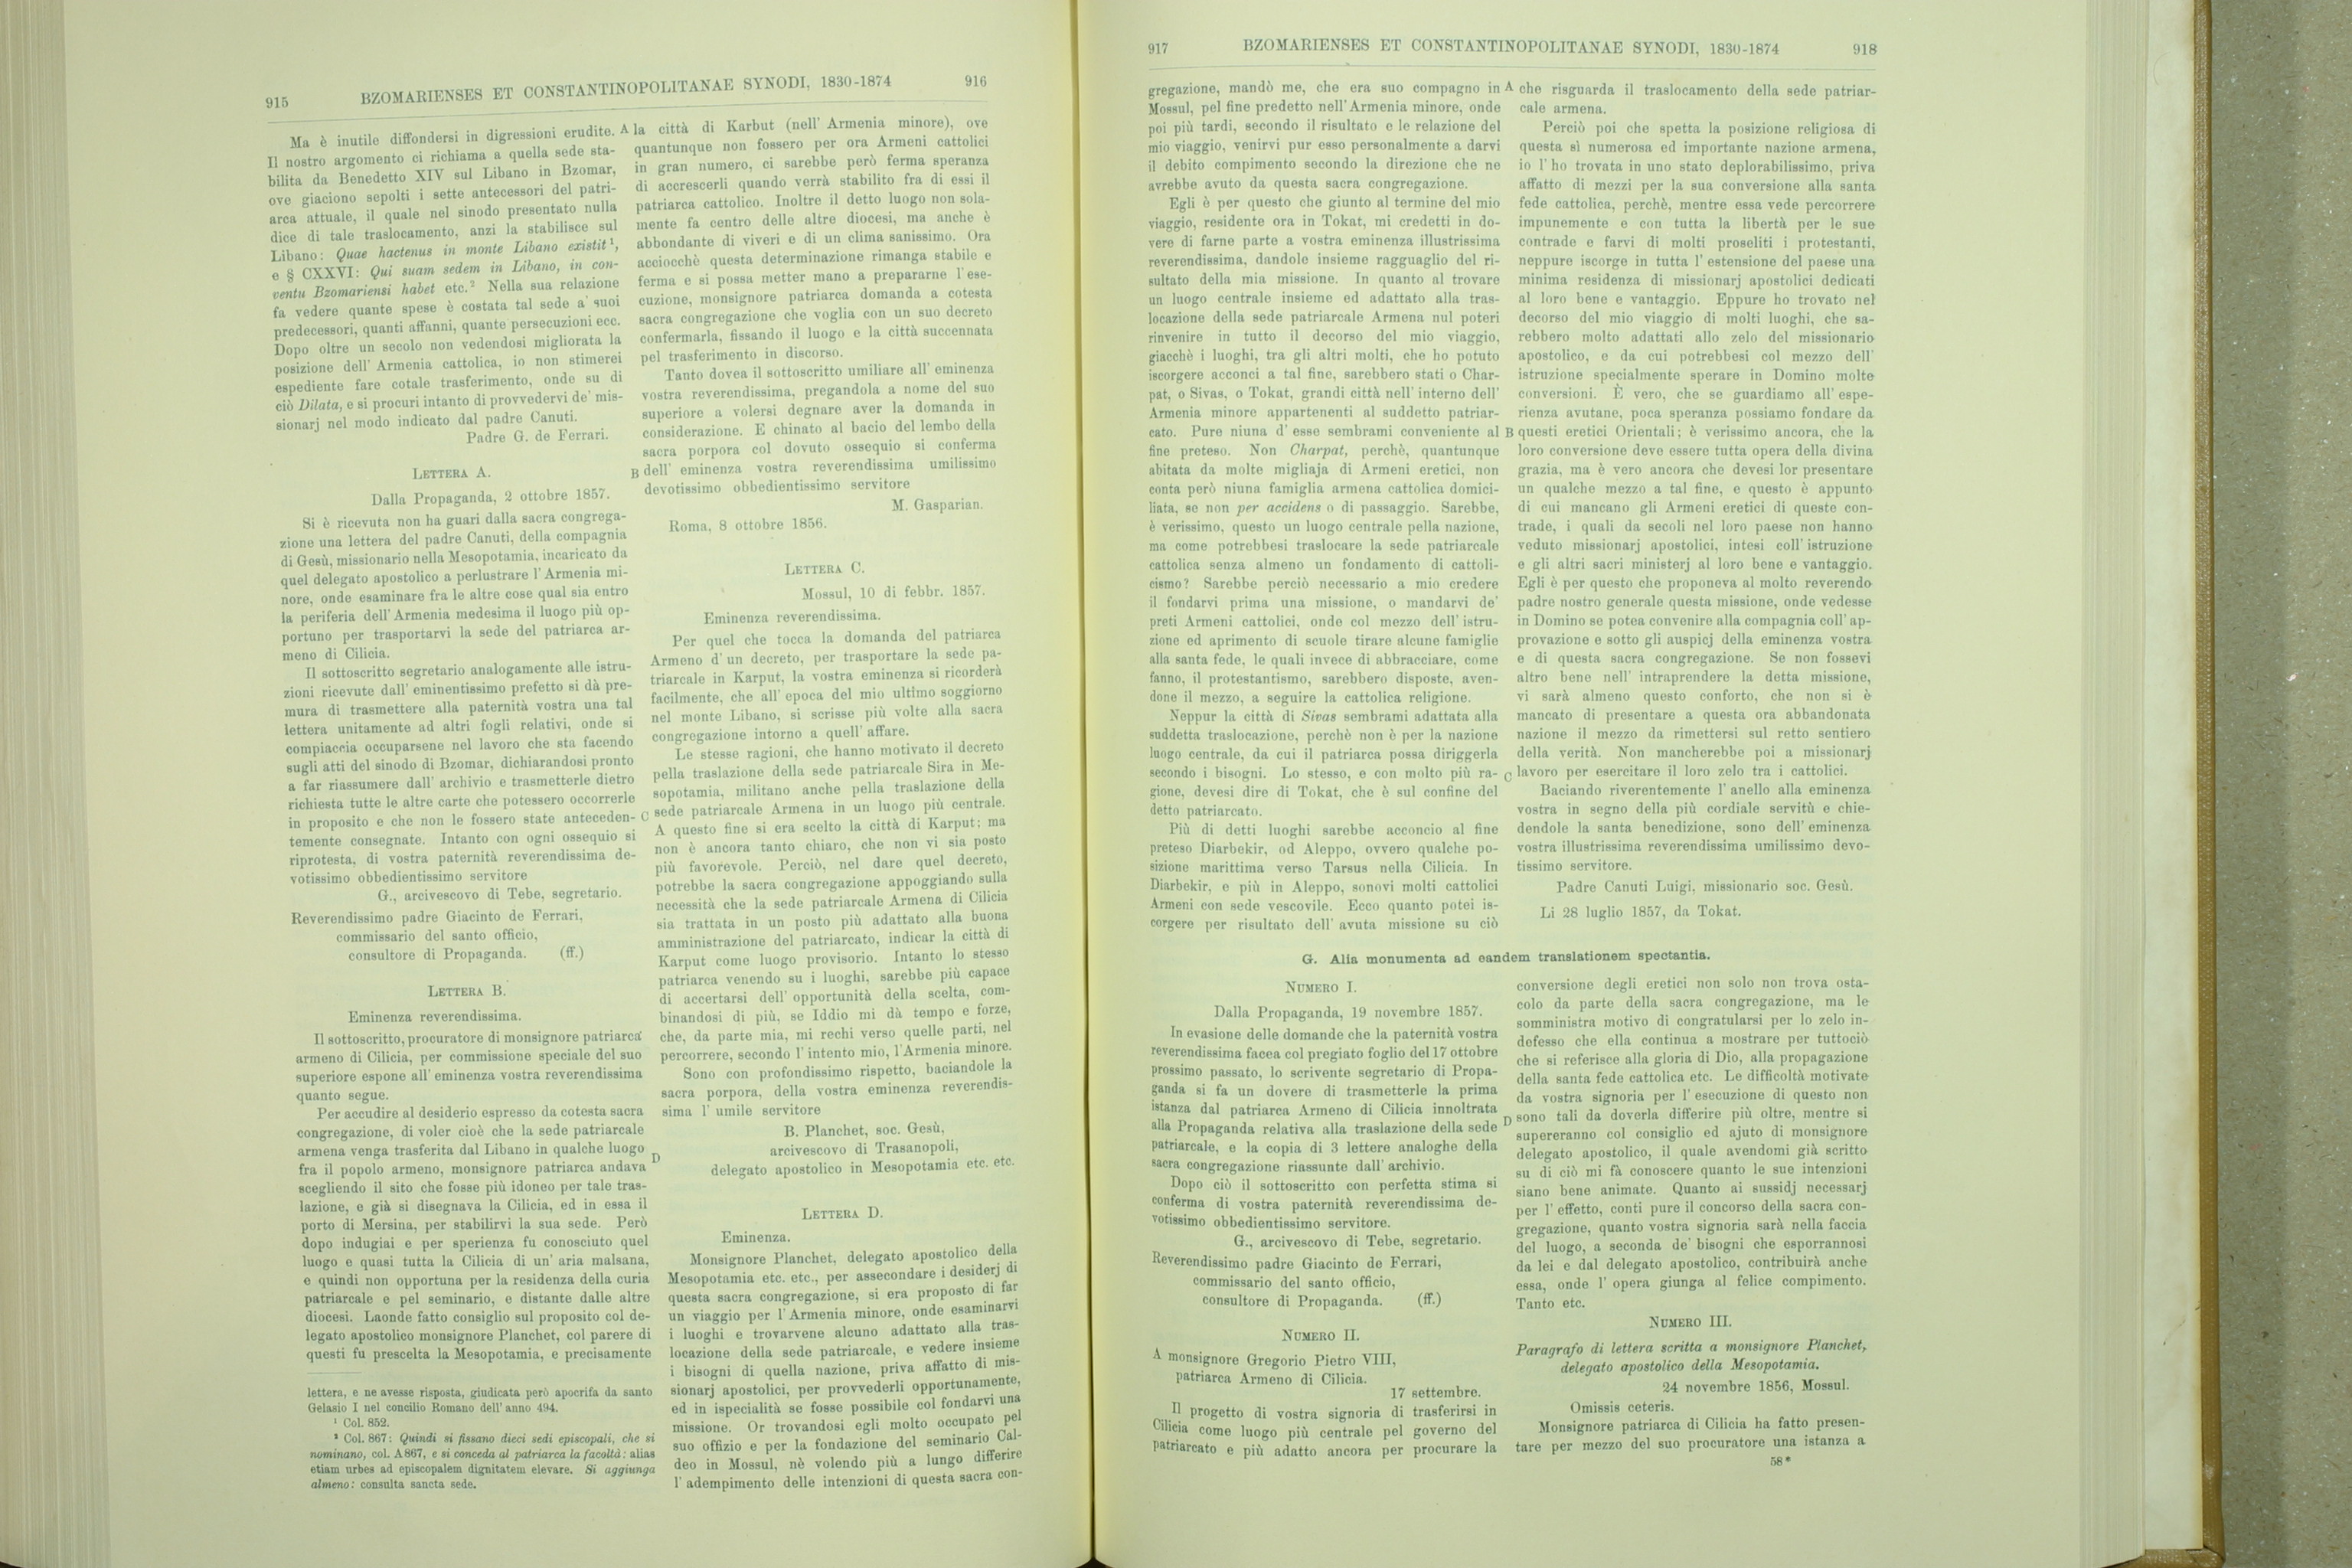 915 BZOMARIENSES ET CONSTANTINOPOLITANAE SYNODI, 1830-1874 916
Ma è inutile diffondersi in digressioni erudite.
Il nostro argomento ci richiama a quella sede sta-
bilita da Benedetto XIV sul Libano in Bzomar,
ove giaciono sepolti i sette antecessori del patri-
arca attuale, il quale nel sinodo presentato nulla
dice di tale traslocamento, anzi la stabilisce sul
Libano: Quae hactenus in monte Libano existit¹,
e § CXXVI: Qui suam sedem in Libano, in con-
ventu Bzomariensi habet etc.² Nella sua relazione
fa vedere quante spese è costata tal sede a' suoi
predecessori, quanti affanni, quante persecuzioni ecc.
Dopo oltre un secolo non vedendosi migliorata la
posizione dell' Armenia cattolica, io non stimerei
espediente fare cotale trasferimento, onde su di
ciò Dilata, e si procuri intanto di provvedervi de' mis-
sionarj nel modo indicato dal padre Canuti.
Padre G. de Ferrari.
LETTERA A.
Dalla Propaganda, 2 ottobre 1857.
Si è ricevuta non ha guari dalla sacra congrega-
zione una lettera del padre Canuti, della compagnia
di Gesù, missionario nella Mesopotamia, incaricato da
quel delegato apostolico a perlustrare l' Armenia mi-
nore, onde esaminare fra le altre cose qual sia entro
la periferia dell' Armenia medesima il luogo più op-
portuno per trasportarvi la sede del patriarca ar-
meno di Cilicia.
Il sottoscritto segretario analogamente alle istru-
zioni ricevute dall' eminentissimo prefetto si dà pre-
mura di trasmettere alla paternità vostra una tal
lettera unitamente ad altri fogli relativi, onde si
compiaccia occuparsene nel lavoro che sta facendo
sugli atti del sinodo di Bzomar, dichiarandosi pronto
a far riassumere dall' archivio e trasmetterle dietro
richiesta tutte le altre carte che potessero occorrerle
in proposito e che non le fossero state anteceden-
temente consegnate. Intanto con ogni ossequio si
riprotesta, di vostra paternità reverendissima de-
votissimo obbedientissimo servitore
G., arcivescovo di Tebe, segretario.
Reverendissimo padre Giacinto de Ferrari,
commissario del santo officio,
consultore di Propaganda. (ff.)
LETTERA B.
Eminenza reverendissima.
Il sottoscritto, procuratore di monsignore patriarca
armeno di Cilicia, per commissione speciale del suo
superiore espone all' eminenza vostra reverendissima
quanto segue.
Per accudire al desiderio espresso da cotesta sacra
congregazione, di voler cioè che la sede patriarcale
armena venga trasferita dal Libano in qualche luogo
fra il popolo armeno, monsignore patriarca andava
scegliendo il sito che fosse più idoneo per tale tras-
lazione, e già si disegnava la Cilicia, ed in essa il
porto di Mersina, per stabilirvi la sua sede. Però
dopo indugiai e per sperienza fu conosciuto quel
luogo e quasi tutta la Cilicia di un' aria malsana,
e quindi non opportuna per la residenza della curia
patriarcale e pel seminario, e distante dalle altre
diocesi. Laonde fatto consiglio sul proposito col de-
legato apostolico monsignore Planchet, col parere di
questi fu prescelta la Mesopotamia, e precisamente
lettera, e ne avesse risposta, giudicata però apocrifa da santo
Gelasio I nel concilio Romano dell' anno 494.
¹ Col. 852.
² Col. 867: Quindi si fissano dieci sedi episcopali, che si
nominano, col. A 867, e si conceda al patriarca la facoltà: alias
etiam urbes ad episcopalem dignitatem elevare. Si aggiunga
almeno: consulta sancta sede.
A la città di Karbut (nell' Armenia minore), ove
quantunque non fossero per ora Armeni cattolici
in gran numero, ci sarebbe però ferma speranza
di accrescerli quando verrà stabilito fra di essi il
patriarca cattolico. Inoltre il detto luogo non sola-
mente fa centro delle altre diocesi, ma anche è
abbondante di viveri e di un clima sanissimo. Ora
acciocchè questa determinazione rimanga stabile e
ferma e si possa metter mano a prepararne l' ese-
cuzione, monsignore patriarca domanda a cotesta
sacra congregazione che voglia con un suo decreto
confermarla, fissando il luogo e la città succennata
pel trasferimento in discorso.
Tanto dovea il sottoscritto umiliare all' eminenza
vostra reverendissima, pregandola a nome del suo
superiore a volersi degnare aver la domanda in
considerazione. E chinato al bacio del lembo della
sacra porpora col dovuto ossequio si conferma
B dell' eminenza vostra reverendissima umilissimo
devotissimo obbedientissimo servitore
M. Gasparian.
Roma, 8 ottobre 1856.
LETTERA C.
Mossul, 10 di febbr. 1857.
Eminenza reverendissima.
Per quel che tocca la domanda del patriarca
Armeno d' un decreto, per trasportare la sede pa-
triarcale in Karput, la vostra eminenza si ricorderà
facilmente, che all' epoca del mio ultimo soggiorno
nel monte Libano, si scrisse più volte alla sacra
congregazione intorno a quell' affare.
Le stesse ragioni, che hanno motivato il decreto
pella traslazione della sede patriarcale Sira in Me-
sopotamia, militano anche pella traslazione della
C sede patriarcale Armena in un luogo più centrale.
A questo fine si era scelto la città di Karput: ma
non è ancora tanto chiaro, che non vi sia posto
più favorevole. Perciò, nel dare quel decreto,
potrebbe la sacra congregazione appoggiando sulla
necessità che la sede patriarcale Armena di Cilicia
sia trattata in un posto più adattato alla buona
amministrazione del patriarcato, indicar la città di
Karput come luogo provisorio. Intanto lo stesso
patriarca venendo su i luoghi, sarebbe più capace
di accertarsi dell' opportunità della scelta, com-
binandosi di più, se Iddio mi dà tempo e forze,
che, da parte mia, mi rechi verso quelle parti, nel
percorrere, secondo l' intento mio, l'Armenia minore.
Sono con profondissimo rispetto, baciandole la
sacra porpora, della vostra eminenza reverendis-
sima l' umile servitore
B. Planchet, soc. Gesù,
arcivescovo di Trasanopoli,
D delegato apostolico in Mesopotamia etc. etc.
LETTERA D.
Eminenza.
Monsignore Planchet, delegato apostolico della
Mesopotamia etc. etc., per assecondare i desiderj di
questa sacra congregazione, si era proposto di far
un viaggio per l' Armenia minore, onde esaminarvi
i luoghi e trovarvene alcuno adattato alla tras-
locazione della sede patriarcale, e vedere insieme
i bisogni di quella nazione, priva affatto di mis-
sionarj apostolici, per provvederli opportunamente,
ed in ispecialità se fosse possibile col fondarvi una
missione. Or trovandosi egli molto occupato pel
suo offizio e per la fondazione del seminario Cal-
deo in Mossul, nè volendo più a lungo differire
l' adempimento delle intenzioni di questa sacra con-
917 BZOMARIENSES ET CONSTANTINOPOLITANAE SYNODI, 1830-1874 918
gregazione, mandò me, che era suo compagno in
Mossul, pel fine predetto nell' Armenia minore, onde
poi più tardi, secondo il risultato e le relazione del
mio viaggio, venirvi pur esso personalmente a darvi
il debito compimento secondo la direzione che ne
avrebbe avuto da questa sacra congregazione.
Egli è per questo che giunto al termine del mio
viaggio, residente ora in Tokat, mi credetti in do-
vere di farne parte a vostra eminenza illustrissima
reverendissima, dandole insieme ragguaglio del ri-
sultato della mia missione. In quanto al trovare
un luogo centrale insieme ed adattato alla tras-
locazione della sede patriarcale Armena nul poteri
rinvenire in tutto il decorso del mio viaggio,
giacchè i luoghi, tra gli altri molti, che ho potuto
iscorgere acconci a tal fine, sarebbero stati o Char-
pat, o Sivas, o Tokat, grandi città nell' interno dell'
Armenia minore appartenenti al suddetto patriar-
cato. Pure niuna d' esse sembrami conveniente al
fine preteso. Non Charpat, perchè, quantunque
abitata da molte migliaja di Armeni eretici, non
conta però niuna famiglia armena cattolica domici-
liata, se non per accidens o di passaggio. Sarebbe,
è verissimo, questo un luogo centrale pella nazione,
ma come potrebbesi traslocare la sede patriarcale
cattolica senza almeno un fondamento di cattoli-
cismo? Sarebbe perciò necessario a mio credere
il fondarvi prima una missione, o mandarvi de'
preti Armeni cattolici, onde col mezzo dell' istru-
zione ed aprimento di scuole tirare alcune famiglie
alla santa fede, le quali invece di abbracciare, come
fanno, il protestantismo, sarebbero disposte, aven-
done il mezzo, a seguire la cattolica religione.
Neppur la città di Sivas sembrami adattata alla
suddetta traslocazione, perchè non è per la nazione
luogo centrale, da cui il patriarca possa diriggerla
secondo i bisogni. Lo stesso, e con molto più ra-
gione, devesi dire di Tokat, che è sul confine del
detto patriarcato.
Più di detti luoghi sarebbe acconcio al fine
preteso Diarbekir, od Aleppo, ovvero qualche po-
sizione marittima verso Tarsus nella Cilicia. In
Diarbekir, e più in Aleppo, sonovi molti cattolici
Armeni con sede vescovile. Ecco quanto potei is-
corgere per risultato dell' avuta missione su ciò
A che risguarda il traslocamento della sede patriar-
cale armena.
Perciò poi che spetta la posizione religiosa di
questa sì numerosa ed importante nazione armena,
io l' ho trovata in uno stato deplorabilissimo, priva
affatto di mezzi per la sua conversione alla santa
fede cattolica, perchè, mentre essa vede percorrere
impunemente e con tutta la libertà per le sue
contrade e farvi di molti proseliti i protestanti,
neppure iscorge in tutta l' estensione del paese una
minima residenza di missionarj apostolici dedicati
al loro bene e vantaggio. Eppure ho trovato nel
decorso del mio viaggio di molti luoghi, che sa-
rebbero molto adattati allo zelo del missionario
apostolico, e da cui potrebbesi col mezzo dell'
istruzione specialmente sperare in Domino molte
conversioni. È vero, che se guardiamo all' espe-
rienza avutane, poca speranza possiamo fondare da
B questi eretici Orientali; è verissimo ancora, che la
loro conversione deve essere tutta opera della divina
grazia, ma è vero ancora che devesi lor presentare
un qualche mezzo a tal fine, e questo è appunto
di cui mancano gli Armeni eretici di queste con-
trade, i quali da secoli nel loro paese non hanno
veduto missionarj apostolici, intesi coll' istruzione
e gli altri sacri ministerj al loro bene e vantaggio.
Egli è per questo che proponeva al molto reverendo
padre nostro generale questa missione, onde vedesse
in Domino se potea convenire alla compagnia coll' ap-
provazione e sotto gli auspicj della eminenza vostra
e di questa sacra congregazione. Se non fossevi
altro bene nell' intraprendere la detta missione,
vi sarà almeno questo conforto, che non si è
mancato di presentare a questa ora abbandonata
nazione il mezzo da rimettersi sul retto sentiero
della verità. Non mancherebbe poi a missionarj
C lavoro per esercitare il loro zelo tra i cattolici.
Baciando riverentemente l' anello alla eminenza
vostra in segno della più cordiale servitù e chie-
dendole la santa benedizione, sono dell' eminenza
vostra illustrissima reverendissima umilissimo devo-
tissimo servitore.
Padre Canuti Luigi, missionario soc. Gesù.
Li 28 luglio 1857, da Tokat.
G. Alia monumenta ad eandem translationem spectantia.
NUMERO I.
Dalla Propaganda, 19 novembre 1857.
In evasione delle domande che la paternità vostra
reverendissima facea col pregiato foglio del 17 ottobre
prossimo passato, lo scrivente segretario di Propa-
ganda si fa un dovere di trasmetterle la prima
istanza dal patriarca Armeno di Cilicia innoltrata
alla Propaganda relativa alla traslazione della sede
patriarcale, e la copia di 3 lettere analoghe della
sacra congregazione riassunte dall' archivio.
Dopo ciò il sottoscritto con perfetta stima si
conferma di vostra paternità reverendissima de-
votissimo obbedientissimo servitore.
G., arcivescovo di Tebe, segretario.
Reverendissimo padre Giacinto de Ferrari,
commissario del santo officio,
consultore di Propaganda. (ff.)
NUMERO II.
A monsignore Gregorio Pietro VIII,
patriarca Armeno di Cilicia.
17 settembre.
Il progetto di vostra signoria di trasferirsi in
Cilicia come luogo più centrale pel governo del
patriarcato e più adatto ancora per procurare la
conversione degli eretici non solo non trova osta-
colo da parte della sacra congregazione, ma le
somministra motivo di congratularsi per lo zelo in-
defesso che ella continua a mostrare per tuttociò
che si referisce alla gloria di Dio, alla propagazione
della santa fede cattolica etc. Le difficoltà motivate
da vostra signoria per l' esecuzione di questo non
D sono tali da doverla differire più oltre, mentre si
supereranno col consiglio ed ajuto di monsignore
delegato apostolico, il quale avendomi già scritto
su di ciò mi fà conoscere quanto le sue intenzioni
siano bene animate. Quanto ai sussidj necessarj
per l' effetto, conti pure il concorso della sacra con-
gregazione, quanto vostra signoria sarà nella faccia
del luogo, a seconda de' bisogni che esporrannosi
da lei e dal delegato apostolico, contribuirà anche
essa, onde l' opera giunga al felice compimento.
Tanto etc.
NUMERO III.
Paragrafo di lettera scritta a monsignore Planchet,
delegato apostolico della Mesopotamia.
24 novembre 1856, Mossul.
Omissis ceteris.
Monsignore patriarca di Cilicia ha fatto presen-
tare per mezzo del suo procuratore una istanza a
58*